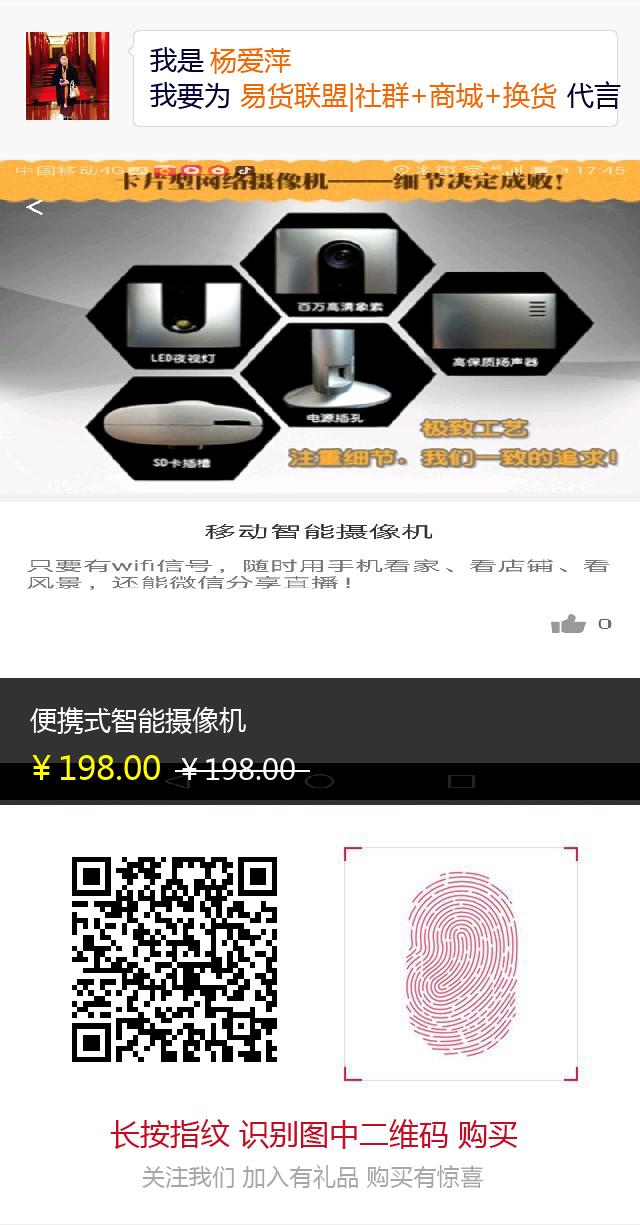 我是 杨爱萍
我要为 易货联盟|社群+商城+换货 代言
中国移动4G
17:45
卡片型网络摄像机——细节决定成败！
百万高清象素
LED夜视灯
高保质扬声器
电源插孔
SD卡插槽
极致工艺
注重细节，我们一致的追求！
移动智能摄像机
只要有wifi信号，随时用手机看家、看店铺、看
风景，还能微信分享直播！
0
便携式智能摄像机
￥198.00 ￥198.00
长按指纹 识别图中二维码 购买
关注我们 加入有礼品 购买有惊喜